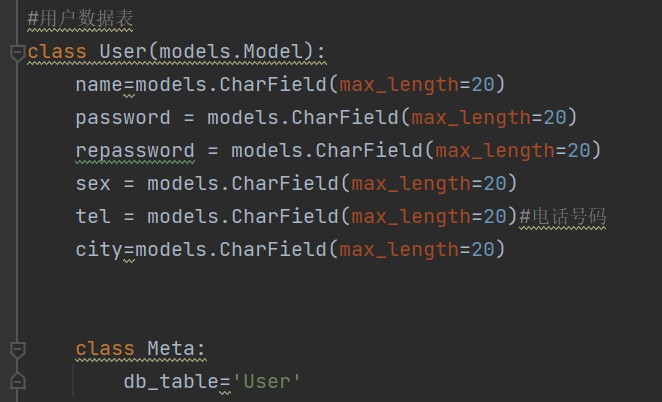 #用户数据表
class User(models.Model):
name=models.CharField(max_length=20)
password = models.CharField(max_length=20)
repassword = models.CharField(max_length=20)
sex = models.CharField(max_length=20)
tel = models.CharField(max_length=20)#电话号码
city=models.CharField(max_length=20)
class Meta:
db_table='User'